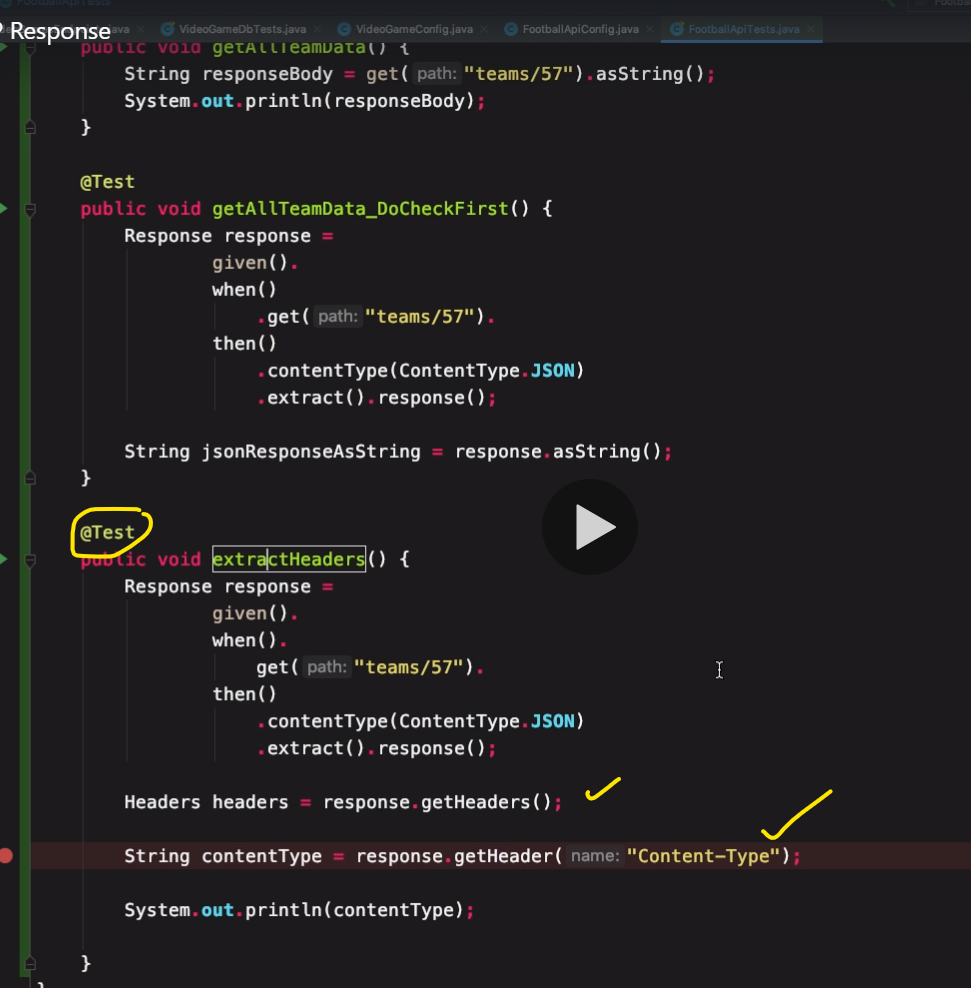 Response
VideoGameDbTests.java VideoGameConfig.java FootballApiConfig.java FootballApiTests.java
public void getAllTeamData() {
String responseBody = get( path: "teams/57").asString();
System.out.println(responseBody);
}
@Test
public void getAllTeamData_DoCheckFirst() {
Response response =
given().
when()
.get( path: "teams/57").
then()
.contentType(ContentType.JSON)
.extract().response();
String jsonResponseAsString = response.asString();
}
@Test
public void extractHeaders() {
Response response =
given().
when().
get( path: "teams/57").
then()
.contentType(ContentType.JSON)
.extract().response();
Headers headers = response.getHeaders();
String contentType = response.getHeader( name: "Content-Type");
System.out.println(contentType);
}
}